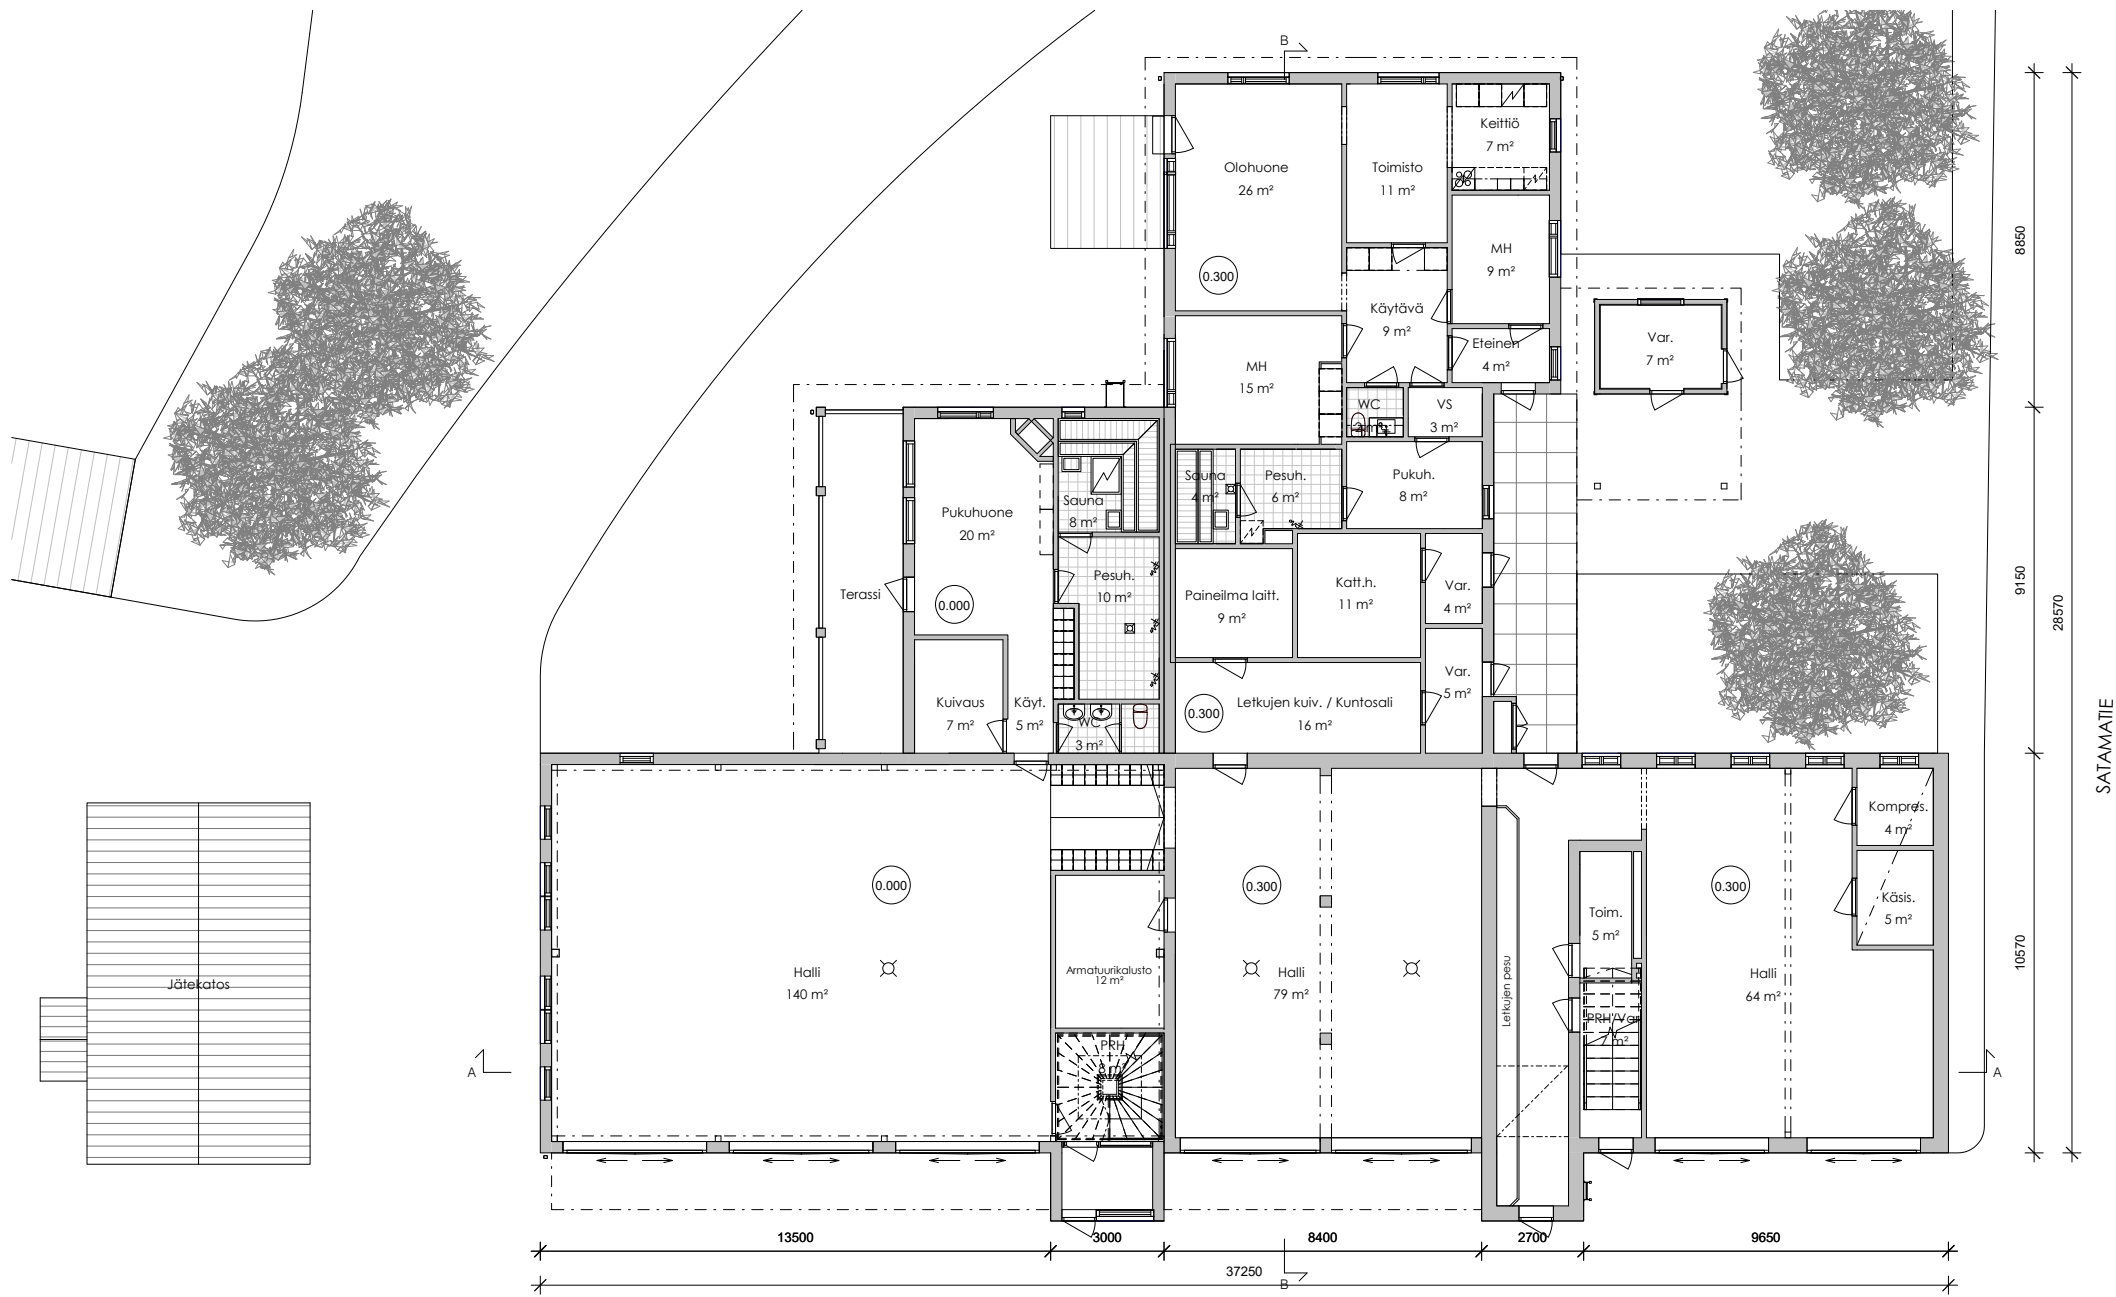 B
Olohuone
26 m²
Toimisto
11 m²
Keittiö
7 m²
MH
9 m²
0.300
Käytävä
9 m²
Eteinen
4 m²
Var.
7 m²
MH
15 m²
WC
VS
3 m²
Sauna
4 m²
Pesuh.
6 m²
Pukuh.
8 m²
Pukuhuone
20 m²
Sauna
8 m²
Pesuh.
10 m²
Terassi
0.000
Paineilma laitt.
9 m²
Katt.h.
11 m²
Var.
4 m²
Var.
5 m²
Kuivaus
7 m²
Käyt.
5 m²
WC
3 m²
0.300
Letkujen kuiv. / Kuntosali
16 m²
Jätekatos
0.000
Halli
140 m²
Armatuurikalusto
12 m²
PRH
0.300
Halli
79 m²
Letkujen pesu
Toim.
5 m²
PRH/Var
7 m²
0.300
Halli
64 m²
Kompres.
4 m²
Käsis.
5 m²
A
A
8850
9150
10570
28570
SATAMATIE
13500
3000
8400
2700
9650
37250
B